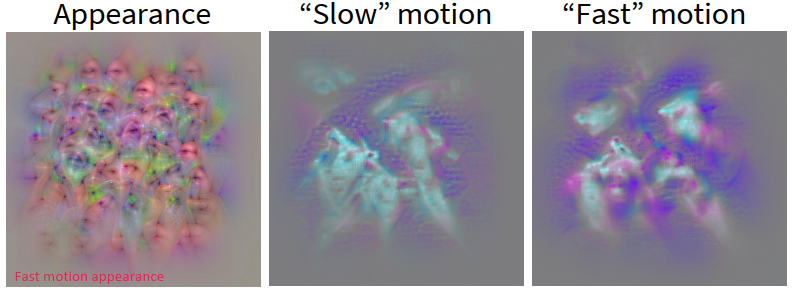 Appearance
“Slow” motion
“Fast” motion
Fast motion appearance